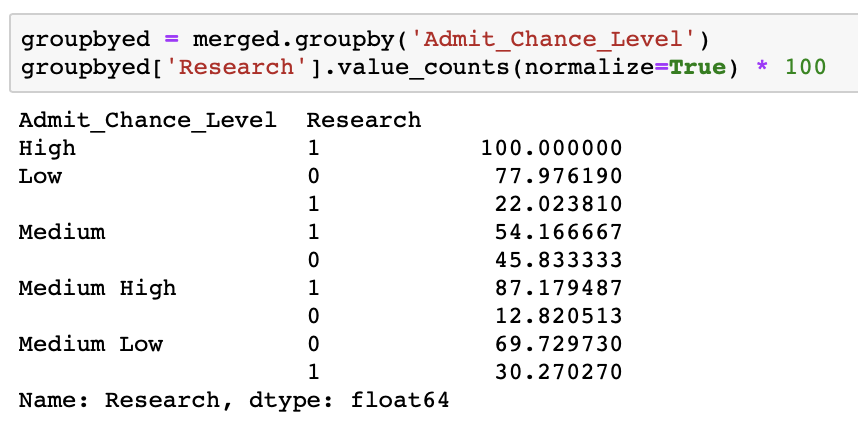 groupbyed = merged.groupby('Admit_Chance_Level')
groupbyed['Research'].value_counts(normalize=True) * 100
Admit_Chance_Level  Research
High                1           100.000000
Low                 0            77.976190
                    1            22.023810
Medium              1            54.166667
                    0            45.833333
Medium High         1            87.179487
                    0            12.820513
Medium Low          0            69.729730
                    1            30.270270
Name: Research, dtype: float64